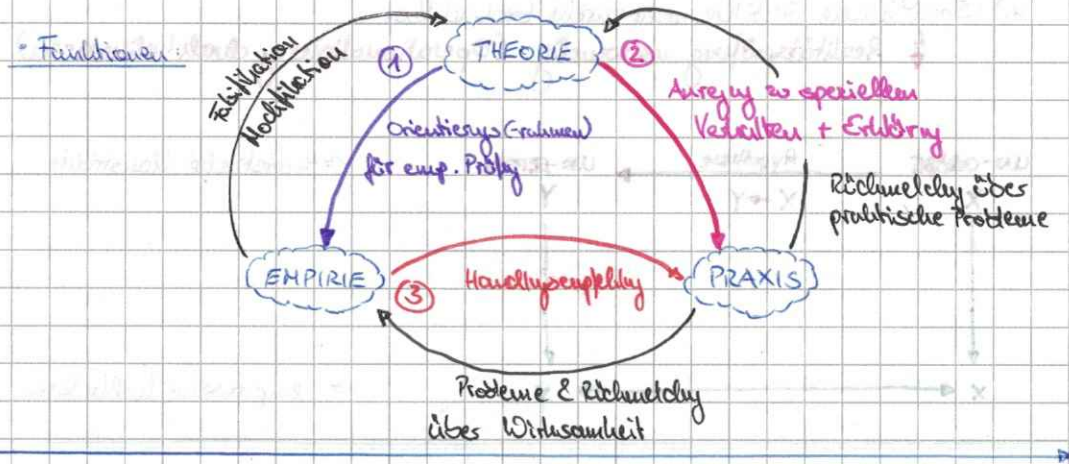 • Funktionen:
Falsifikation
Modifikation
THEORIE
①
②
Orientierungs(-rahmen)
für emp. Prüfung
Anregung zu speziellem
Verhalten + Erklärung
Rückmeldung über
praktische Probleme
EMPIRIE
③
Handlungsempfehlung
PRAXIS
Probleme & Rückmeldung
über Wirksamkeit